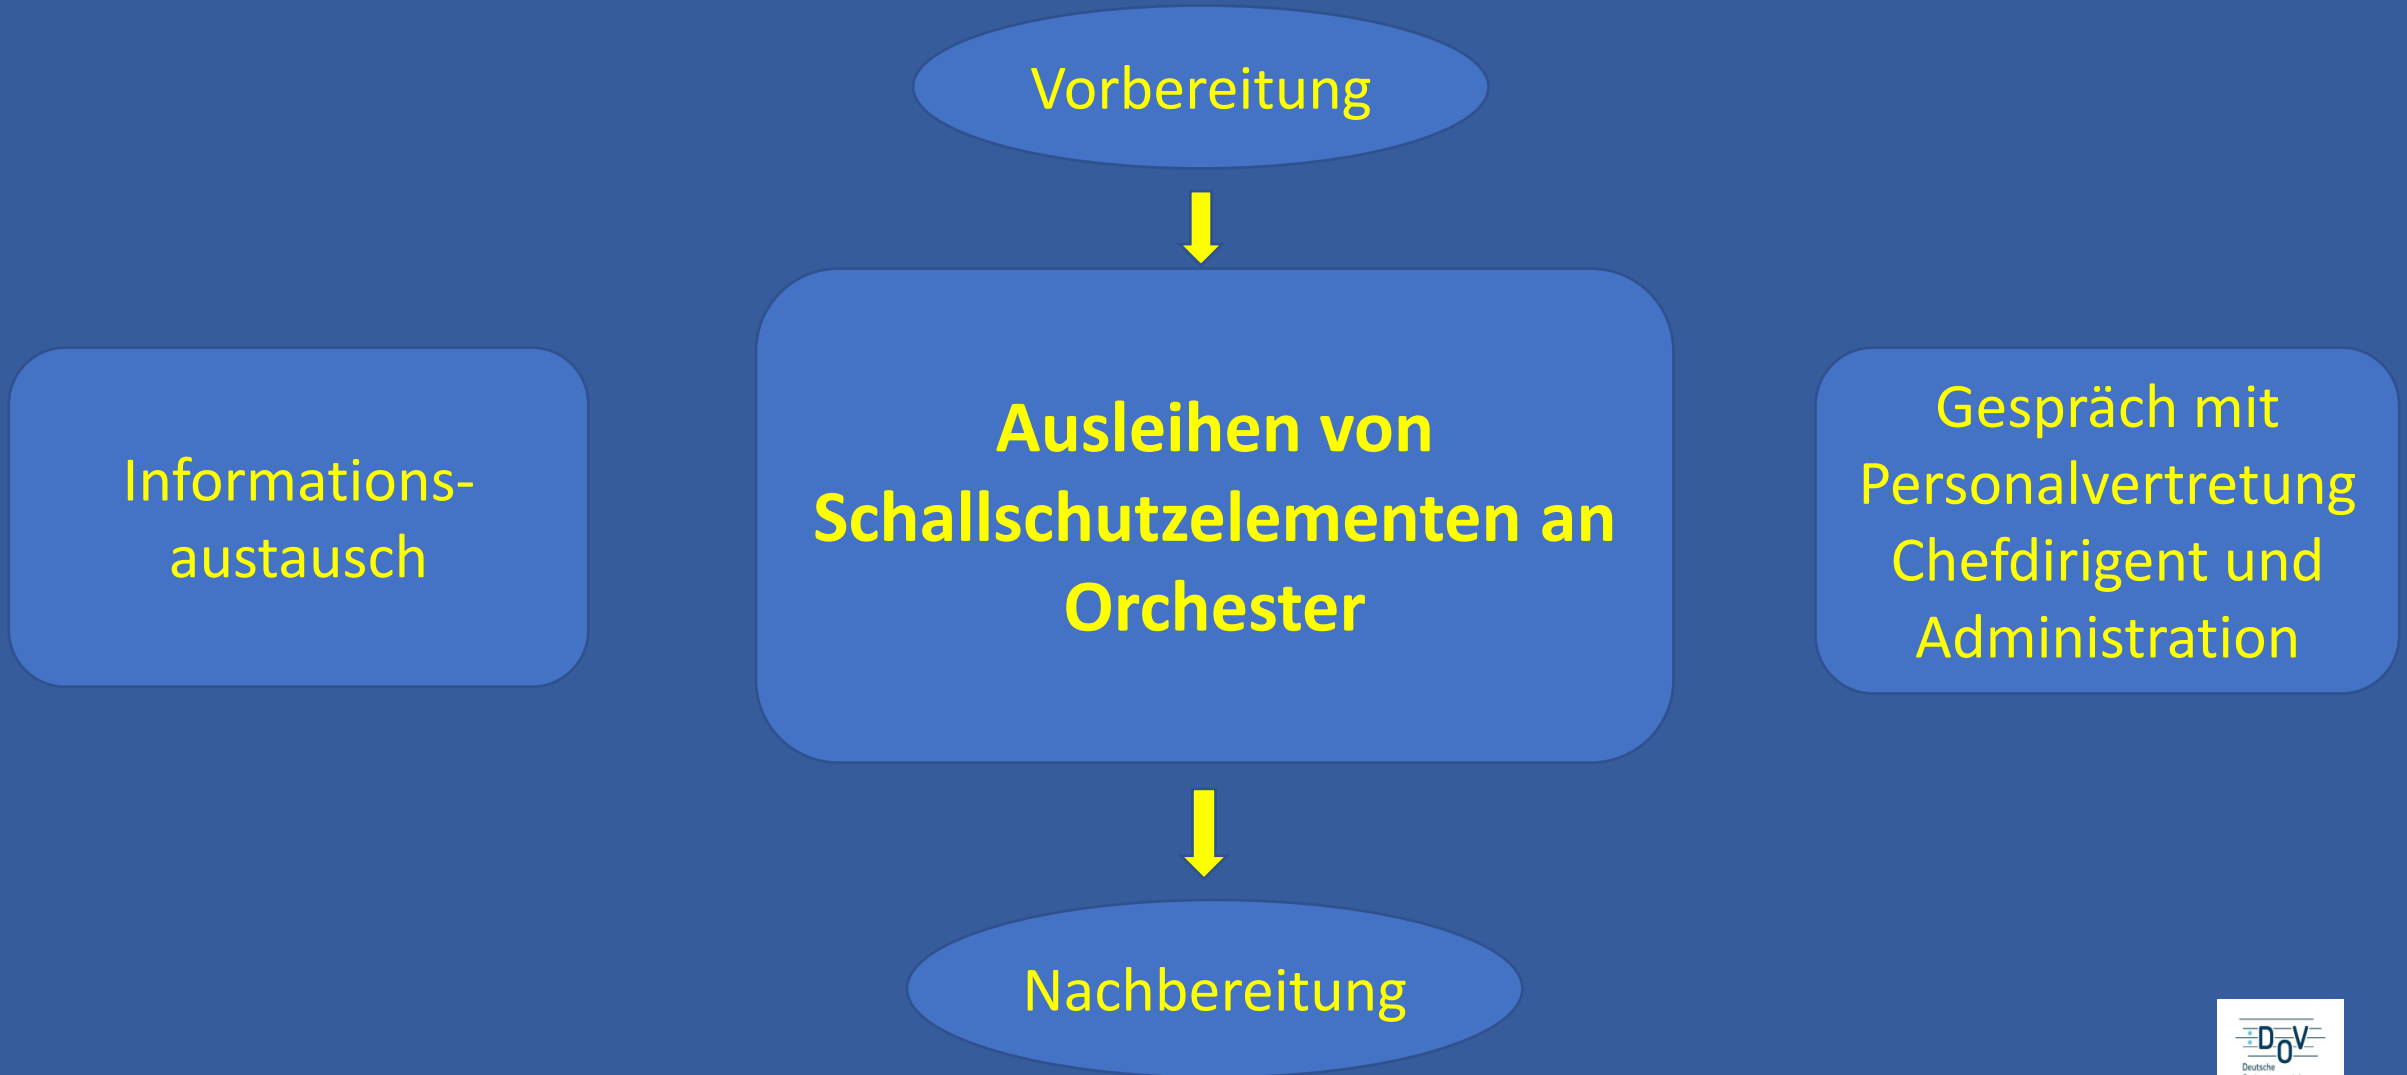 Vorbereitung
Informations-
austausch
Ausleihen von
Schallschutzelementen an
Orchester
Gespräch mit
Personalvertretung
Chefdirigent und
Administration
Nachbereitung
DOV
Deutsche